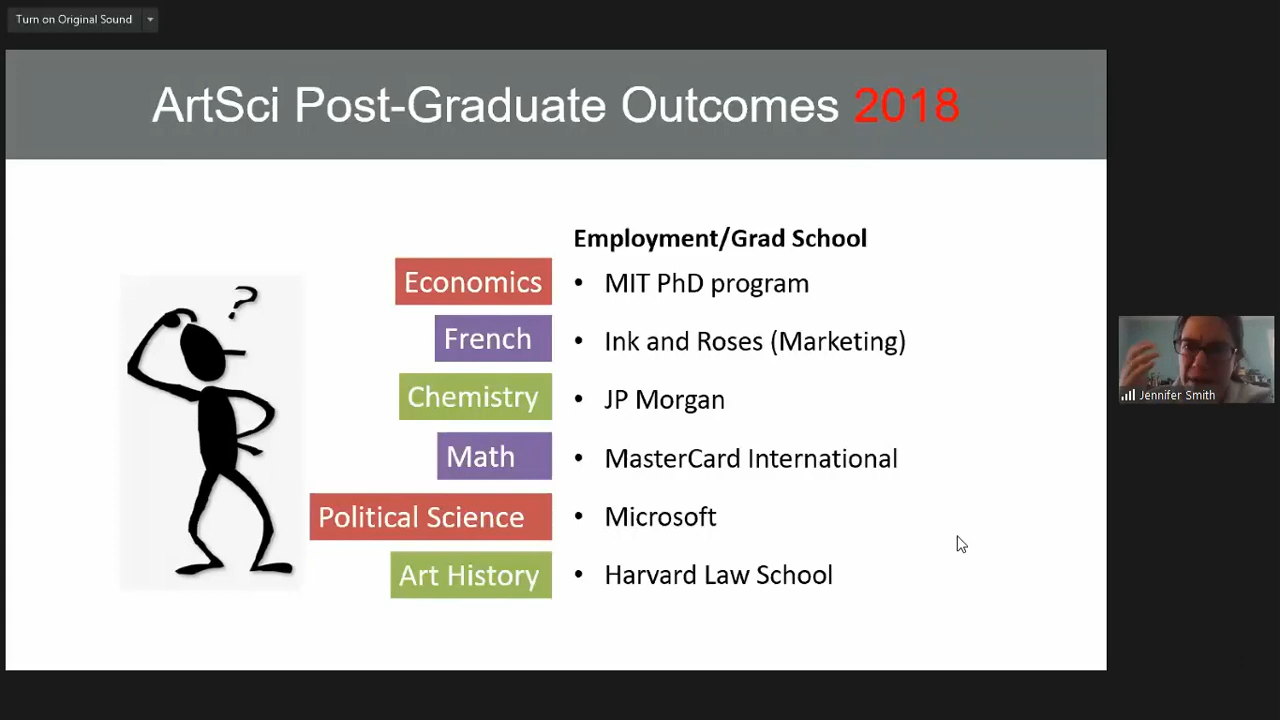 Turn on Original Sound
ArtSci Post-Graduate Outcomes 2018
?
Employment/Grad School
Economics • MIT PhD program
French • Ink and Roses (Marketing)
Chemistry • JP Morgan
Math • MasterCard International
Political Science • Microsoft
Art History • Harvard Law School
Jennifer Smith